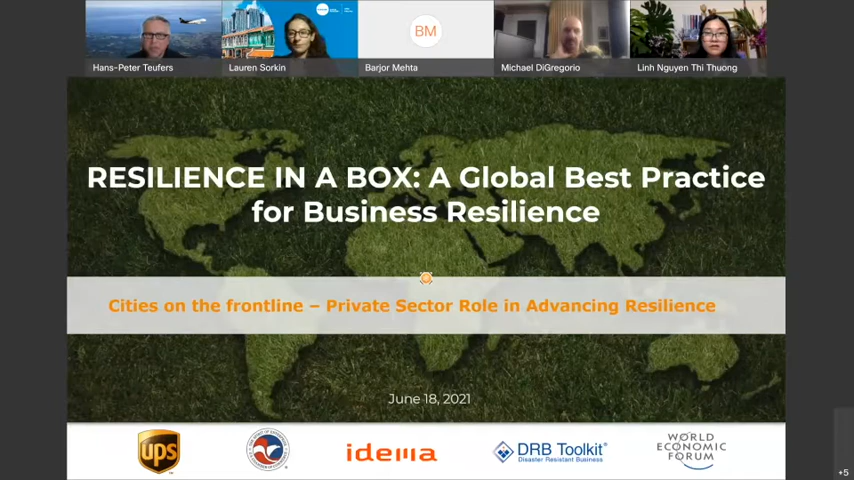 BM
Hans-Peter Teufers
Lauren Sorkin
Barjor Mehta
Michael DiGregorio
Linh Nguyen Thi Thuong
RESILIENCE IN A BOX: A Global Best Practice
for Business Resilience
Cities on the frontline – Private Sector Role in Advancing Resilience
June 18, 2021
ups
idema
DRB Toolkit
Disaster Resistant Business
WORLD
ECONOMIC
FORUM
+5